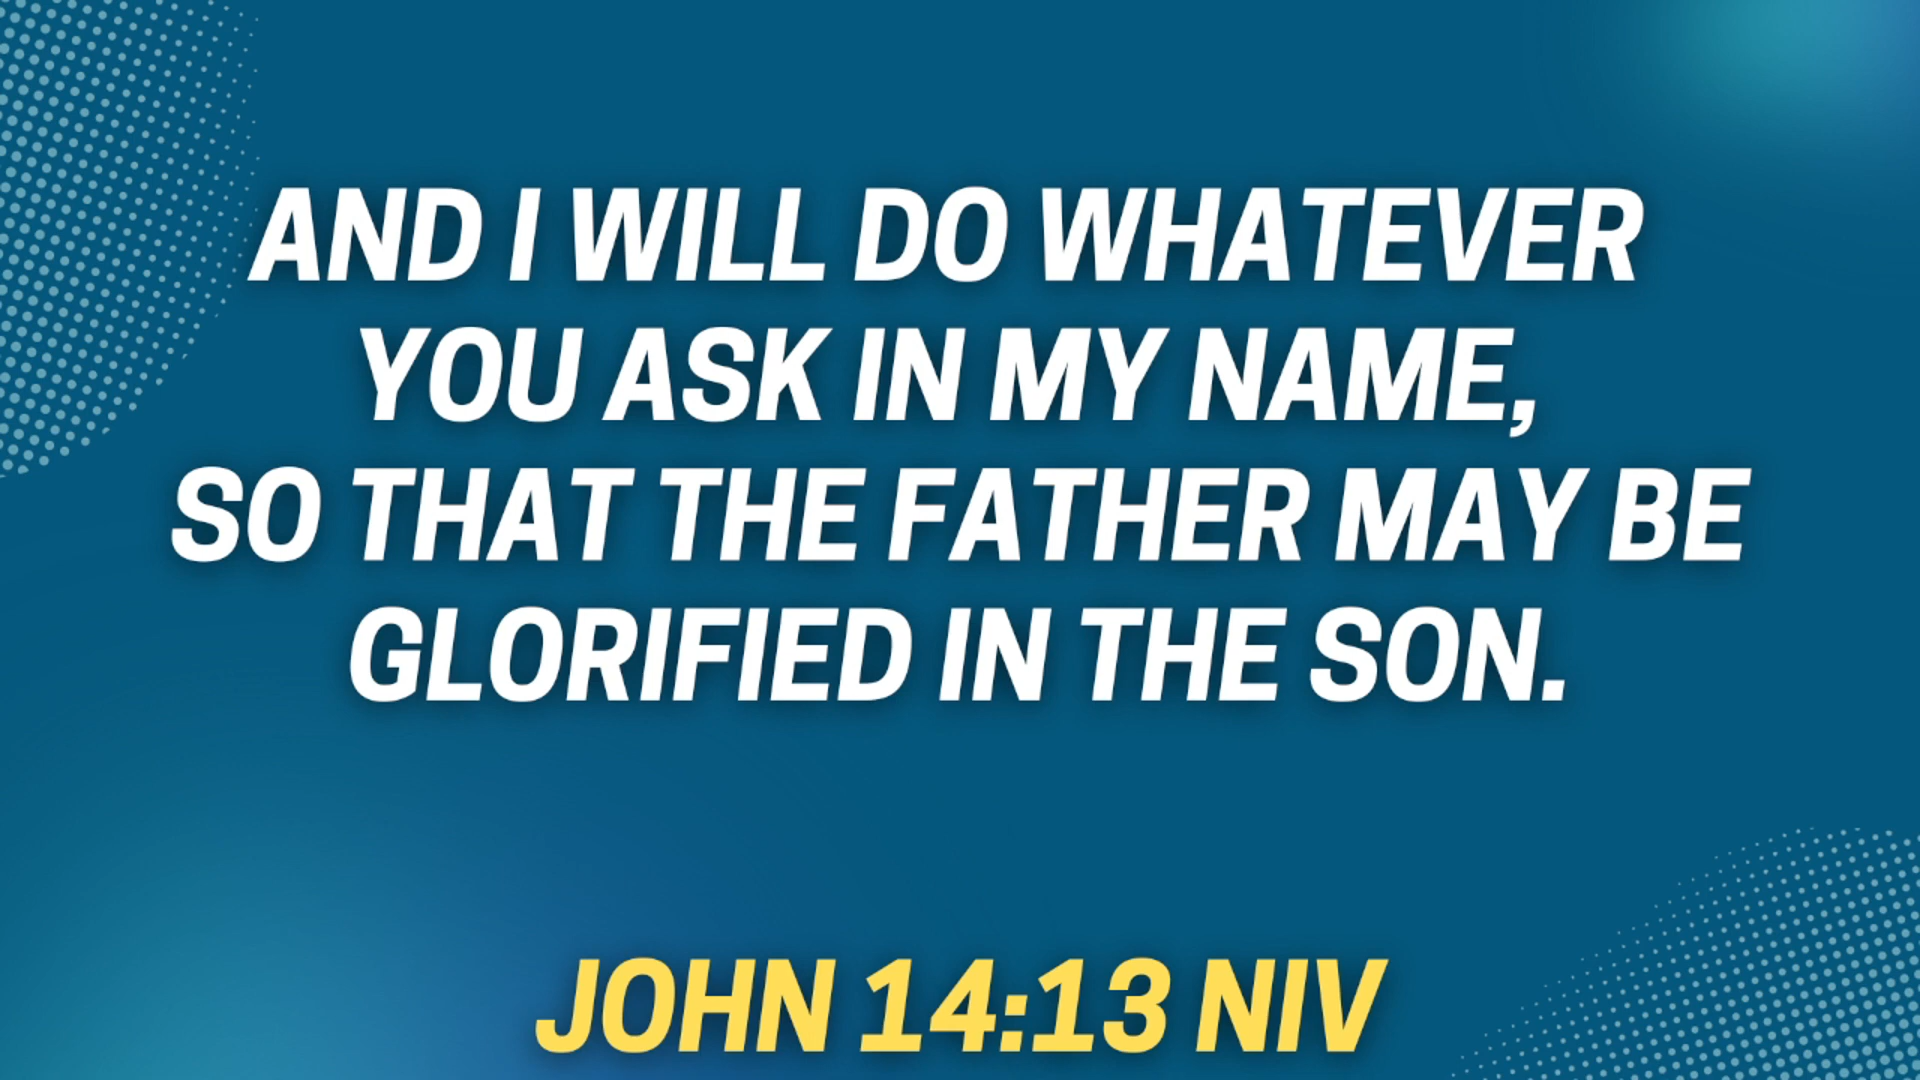 AND I WILL DO WHATEVER
YOU ASK IN MY NAME,
SO THAT THE FATHER MAY BE
GLORIFIED IN THE SON.
JOHN 14:13 NIV